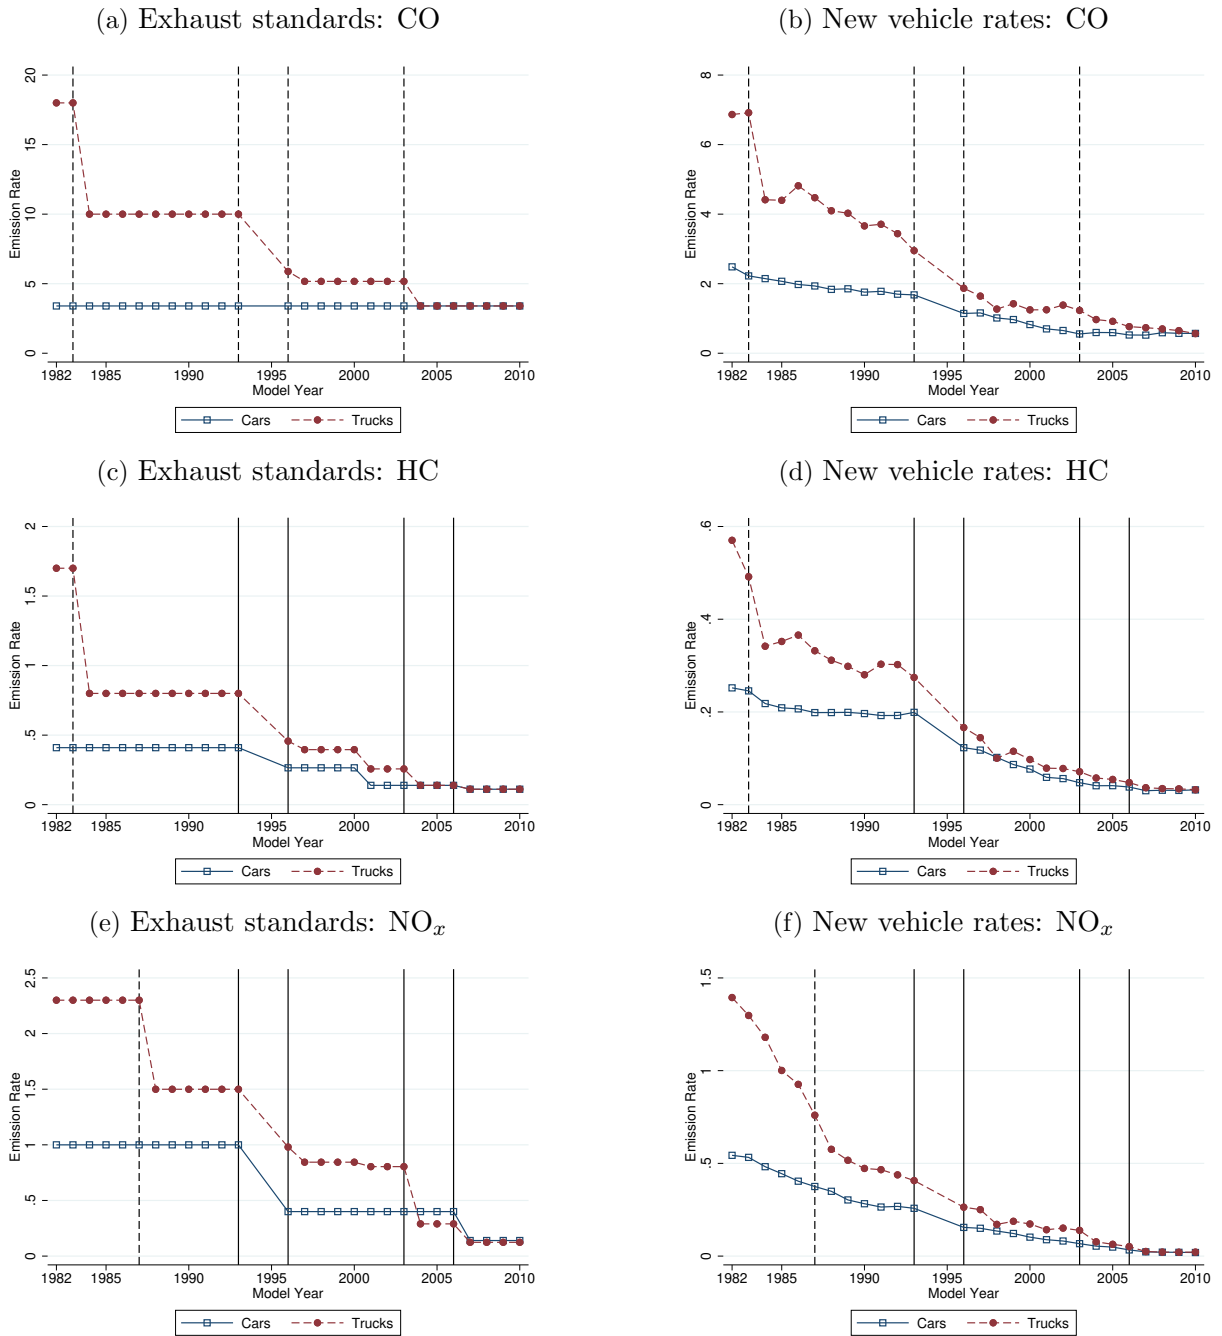 (a) Exhaust standards: CO
Emission Rate
20
15
10
5
0
1982 1985 1990 1995 2000 2005 2010
Model Year
Cars Trucks
(b) New vehicle rates: CO
Emission Rate
8
6
4
2
0
1982 1985 1990 1995 2000 2005 2010
Model Year
Cars Trucks
(c) Exhaust standards: HC
Emission Rate
2
1.5
1
.5
0
1982 1985 1990 1995 2000 2005 2010
Model Year
Cars Trucks
(d) New vehicle rates: HC
Emission Rate
.6
.4
.2
0
1982 1985 1990 1995 2000 2005 2010
Model Year
Cars Trucks
(e) Exhaust standards: NOx
Emission Rate
2.5
2
1.5
1
.5
0
1982 1985 1990 1995 2000 2005 2010
Model Year
Cars Trucks
(f) New vehicle rates: NOx
Emission Rate
1.5
1
.5
0
1982 1985 1990 1995 2000 2005 2010
Model Year
Cars Trucks